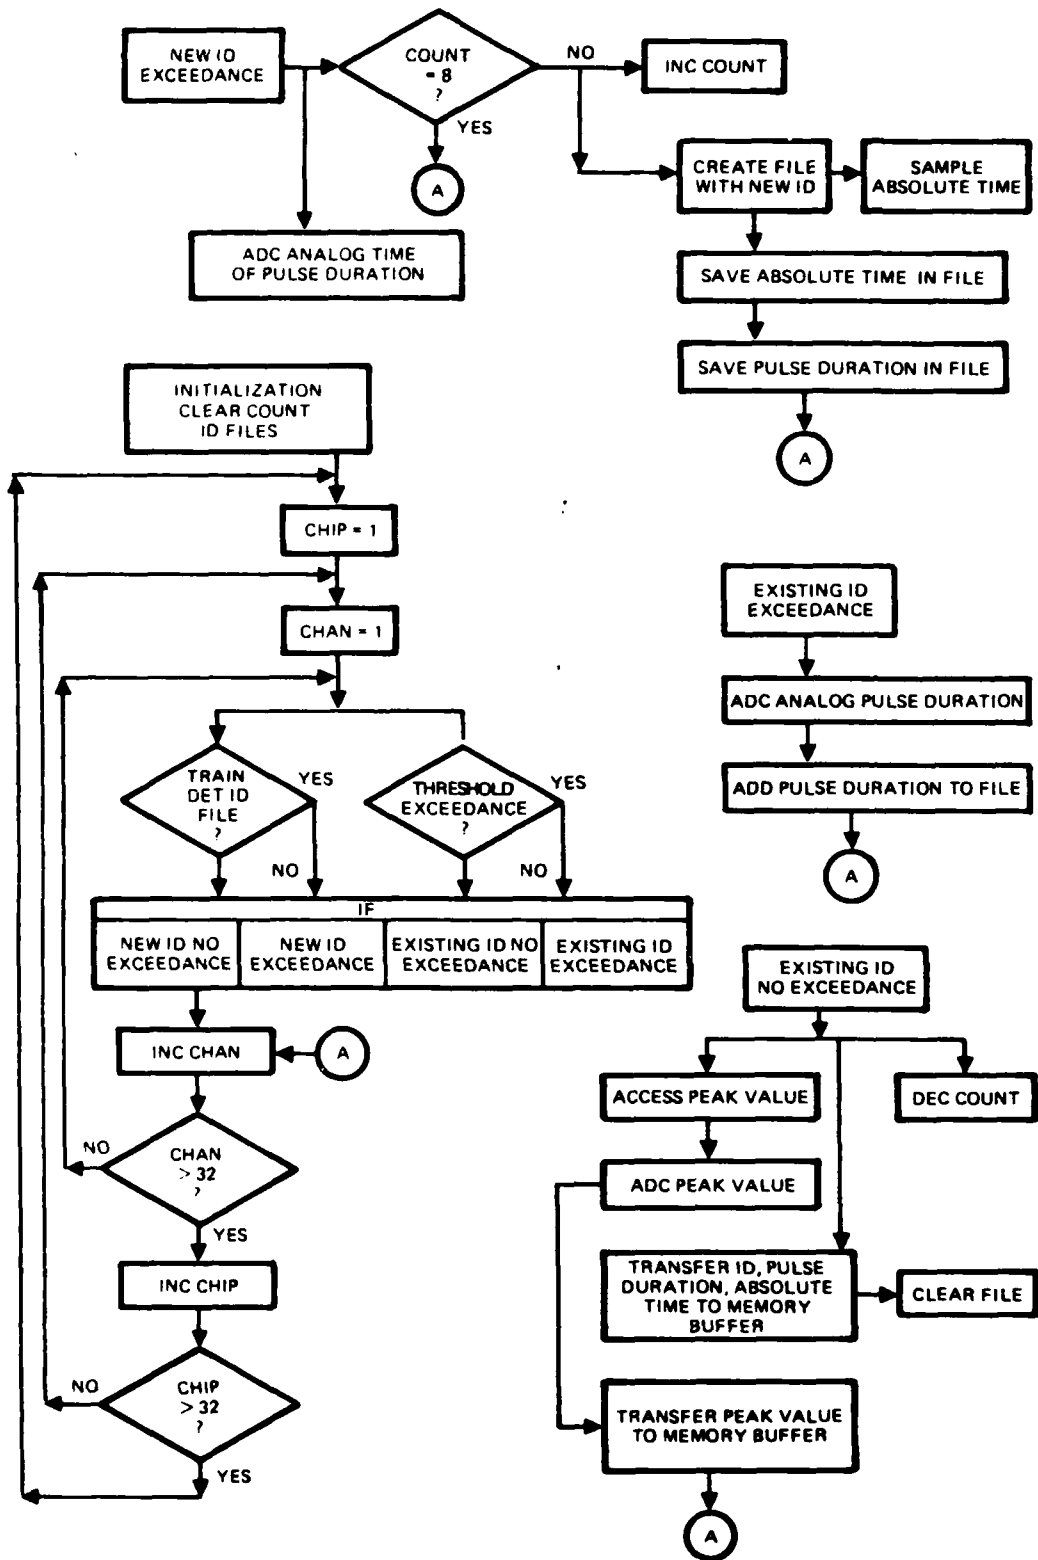 NEW ID
EXCEEDANCE
COUNT
= 8
?
NO
INC COUNT
YES
A
CREATE FILE
WITH NEW ID
SAMPLE
ABSOLUTE TIME
ADC ANALOG TIME
OF PULSE DURATION
SAVE ABSOLUTE TIME IN FILE
SAVE PULSE DURATION IN FILE
A
INITIALIZATION
CLEAR COUNT
ID FILES
CHIP = 1
CHAN = 1
TRAIN
DET ID
FILE
?
YES
NO
THRESHOLD
EXCEEDANCE
?
YES
NO
IF
NEW ID NO
EXCEEDANCE
NEW ID
EXCEEDANCE
EXISTING ID NO
EXCEEDANCE
EXISTING ID
EXCEEDANCE
INC CHAN
A
CHAN
> 32
?
NO
YES
INC CHIP
CHIP
> 32
?
NO
YES
EXISTING ID
EXCEEDANCE
ADC ANALOG PULSE DURATION
ADD PULSE DURATION TO FILE
A
EXISTING ID
NO EXCEEDANCE
ACCESS PEAK VALUE
DEC COUNT
ADC PEAK VALUE
TRANSFER ID, PULSE
DURATION, ABSOLUTE
TIME TO MEMORY
BUFFER
CLEAR FILE
TRANSFER PEAK VALUE
TO MEMORY BUFFER
A